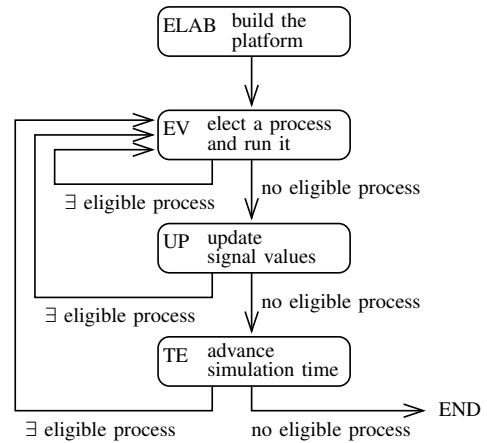 ELAB build the
platform
EV elect a process
and run it
∃ eligible process
no eligible process
UP update
signal values
∃ eligible process
no eligible process
TE advance
simulation time
END
∃ eligible process
no eligible process